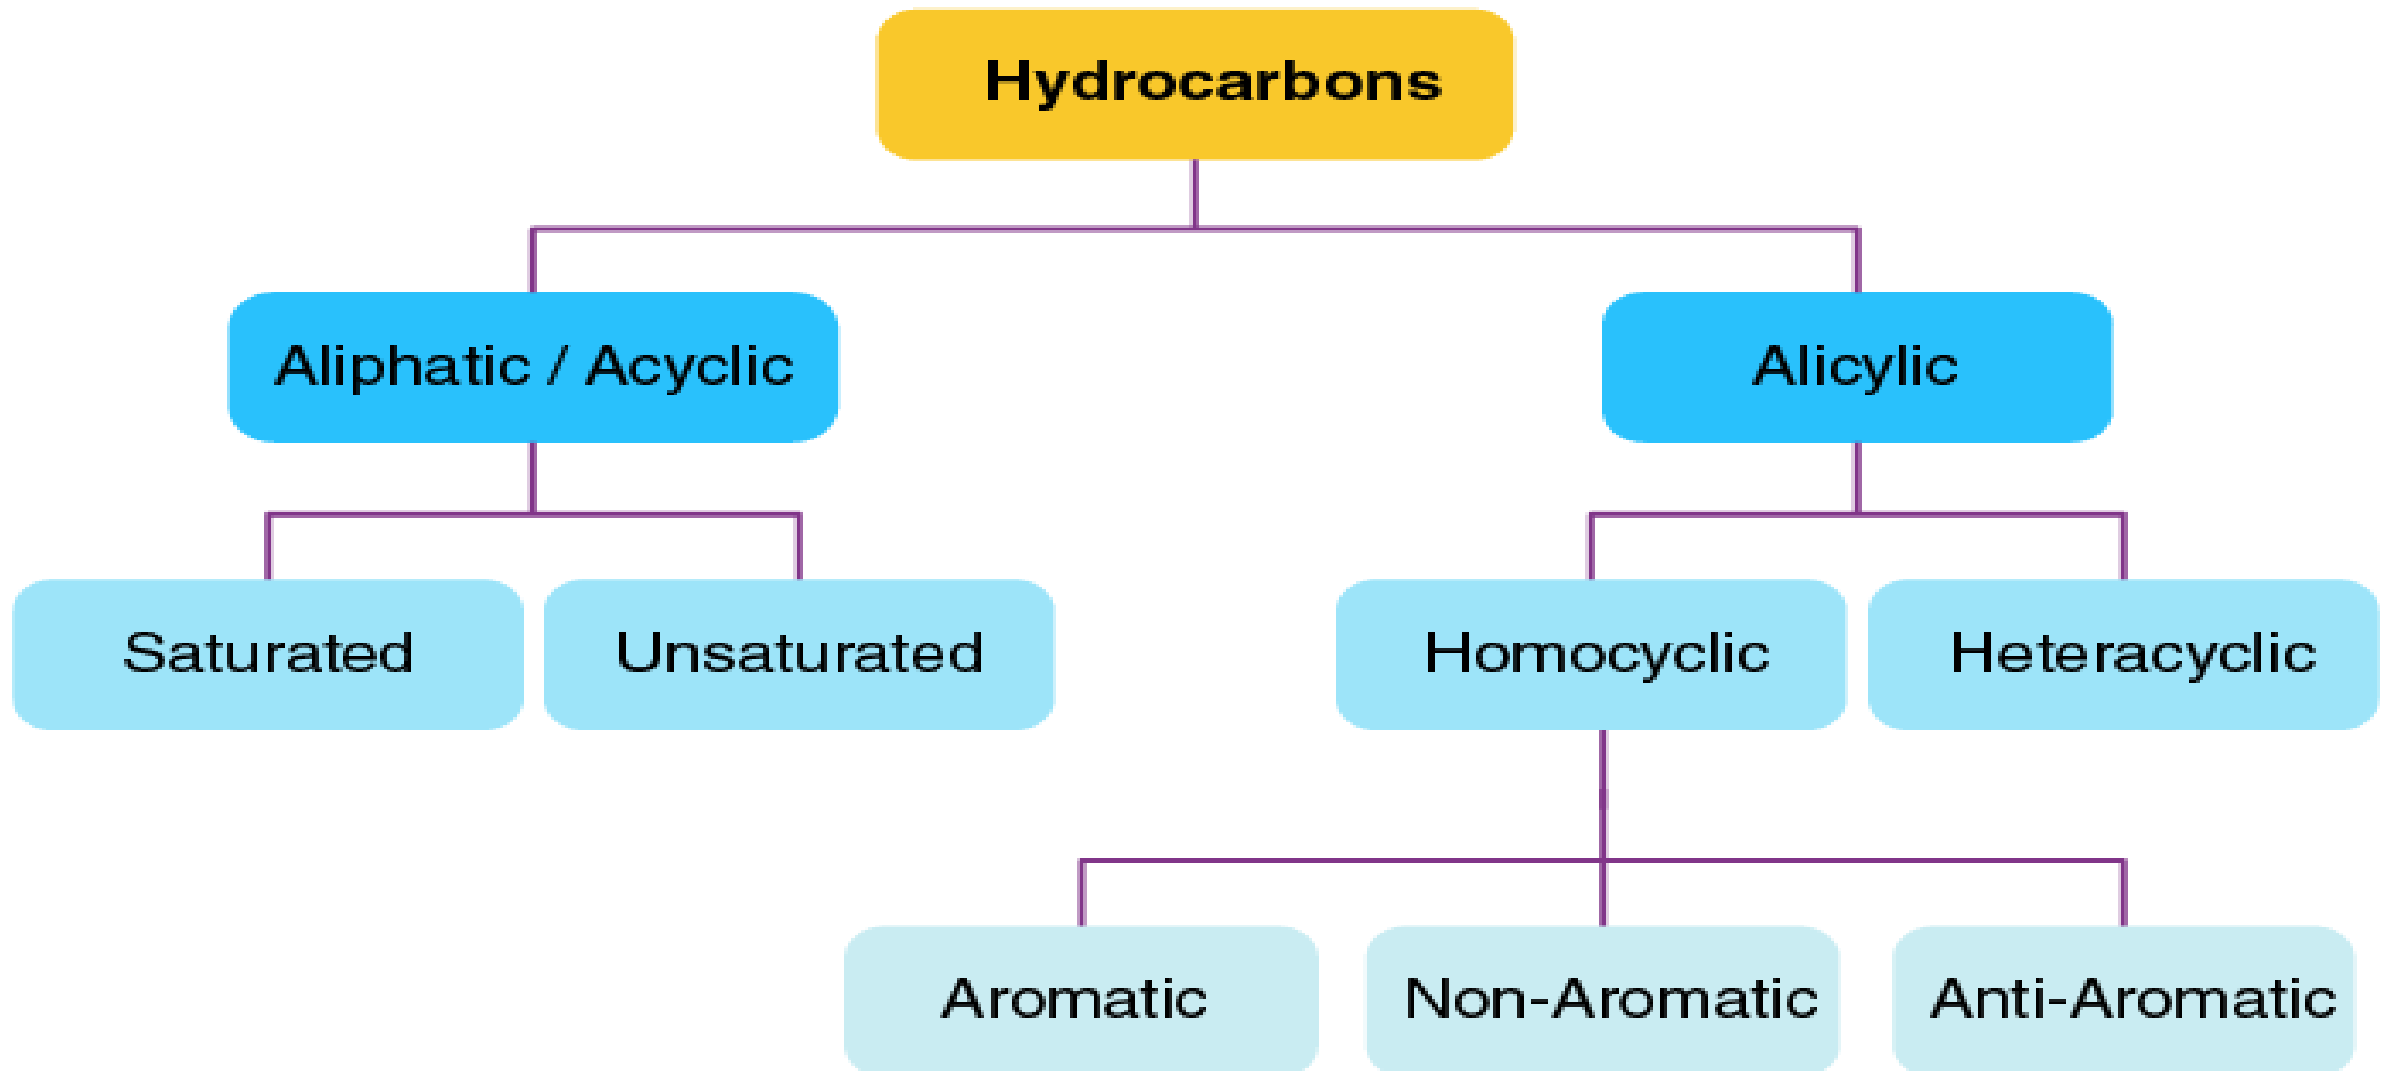 Hydrocarbons
Aliphatic / Acyclic
Alicylic
Saturated
Unsaturated
Homocyclic
Heteracyclic
Aromatic
Non-Aromatic
Anti-Aromatic